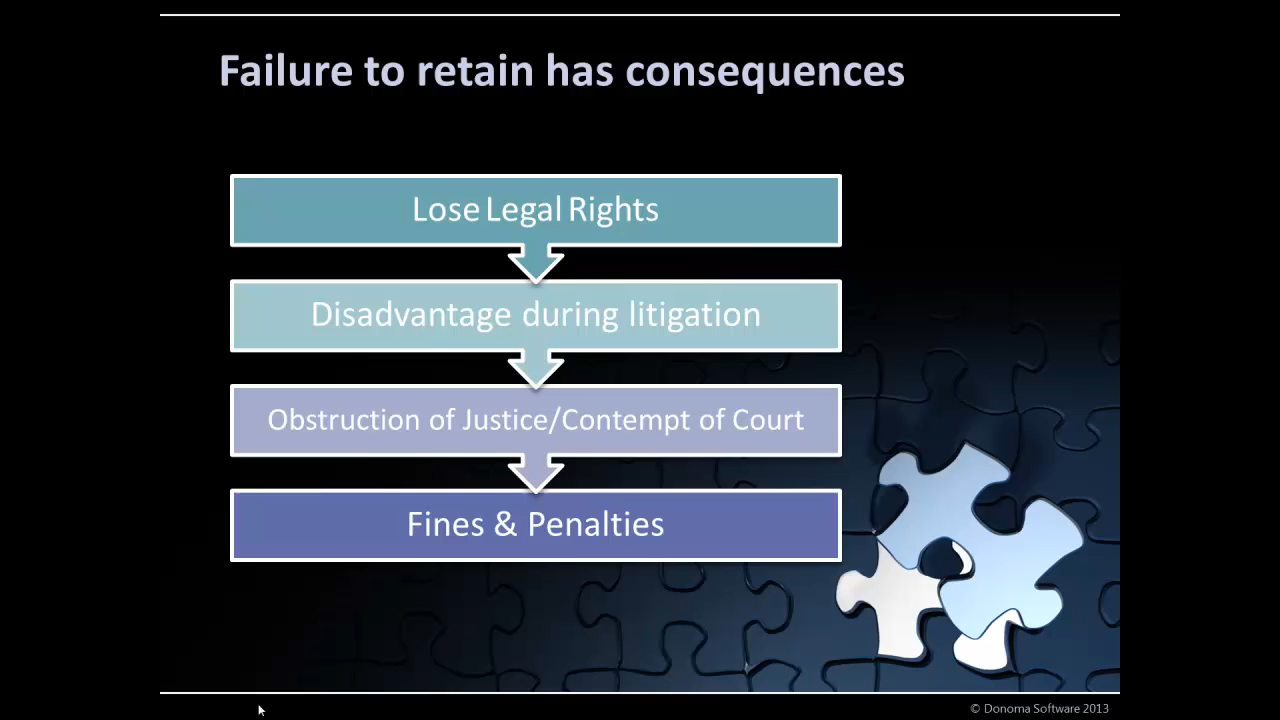 Failure to retain has consequences
Lose Legal Rights
Disadvantage during litigation
Obstruction of Justice/Contempt of Court
Fines & Penalties
© Donoma Software 2013